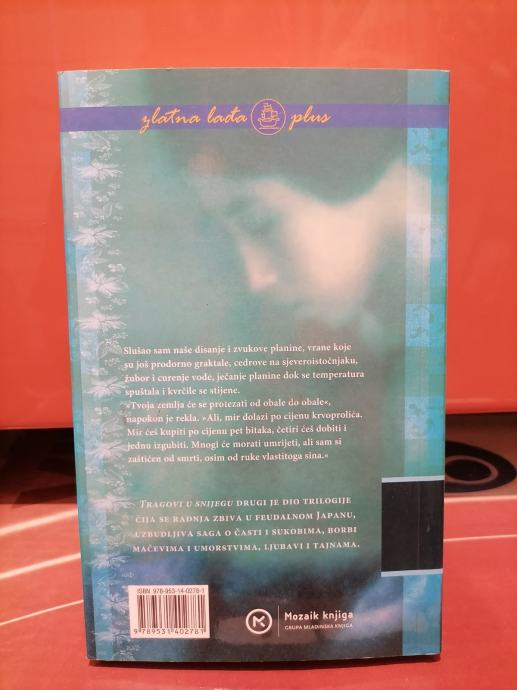 zlatna lađa plus
Slušao sam naše disanje i zvukove planine, vrane koje
su još prodorno graktale, cedrove na sjeveroistočnjaku,
žubor i curenje vode, ječanje planine dok se temperatura
spuštala i kvrčile se stijene.
»Tvoja zemlja će se protezati od obale do obale«,
napokon je rekla. »Ali, mir dolazi po cijenu krvoprolića.
Mir ćeš kupiti po cijenu pet bitaka, četiri ćeš dobiti i
jednu izgubiti. Mnogi će morati umrijeti, ali sam si
zaštićen od smrti, osim od ruke vlastitoga sina.«
TRAGOVI U SNIJEGU DRUGI JE DIO TRILOGIJE
ČIJA SE RADNJA ZBIVA U FEUDALNOM JAPANU,
UZBUDLJIVA SAGA O ČASTI I SUKOBIMA, BORBI
MAČEVIMA I UMORSTVIMA, LJUBAVI I TAJNAMA.
ISBN 978-953-14-0278-1
9 789531 402781
Mozaik knjiga
GRUPA MLADINSKA KNJIGA